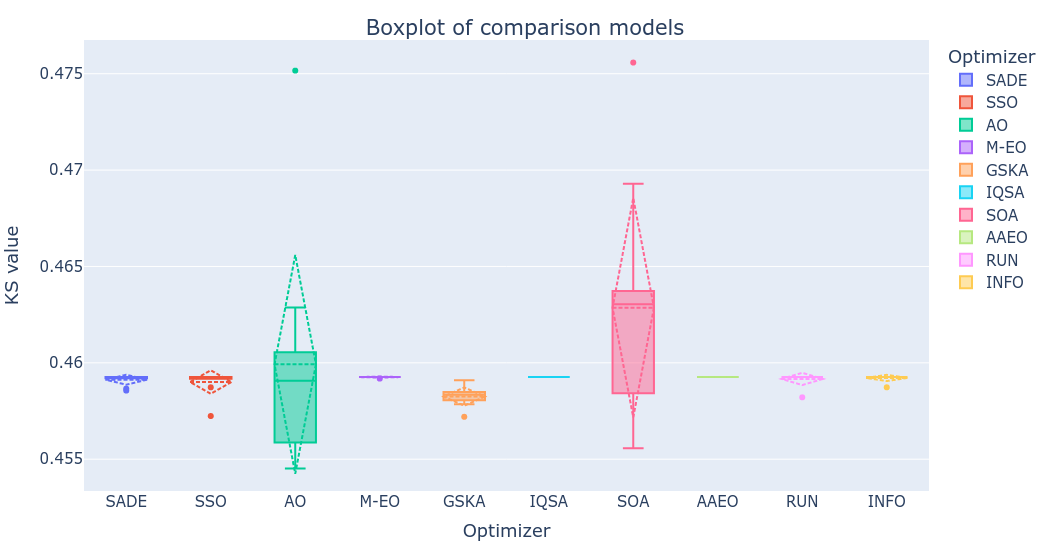 Boxplot of comparison models
KS value
0.475
0.47
0.465
0.46
0.455
SADE
SSO
AO
M-EO
GSKA
IQSA
SOA
AAEO
RUN
INFO
Optimizer
Optimizer
SADE
SSO
AO
M-EO
GSKA
IQSA
SOA
AAEO
RUN
INFO